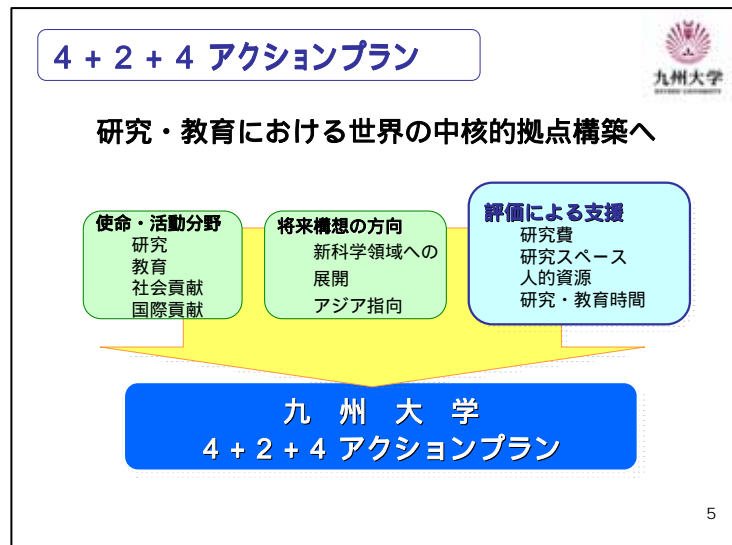 4+2+4 アクションプラン
九州大学
KYUSHU UNIVERSITY
研究・教育における世界の中核的拠点構築へ
使命・活動分野
研究
教育
社会貢献
国際貢献
将来構想の方向
新科学領域への
展開
アジア指向
評価による支援
研究費
研究スペース
人的資源
研究・教育時間
九 州 大 学
4+2+4 アクションプラン
5